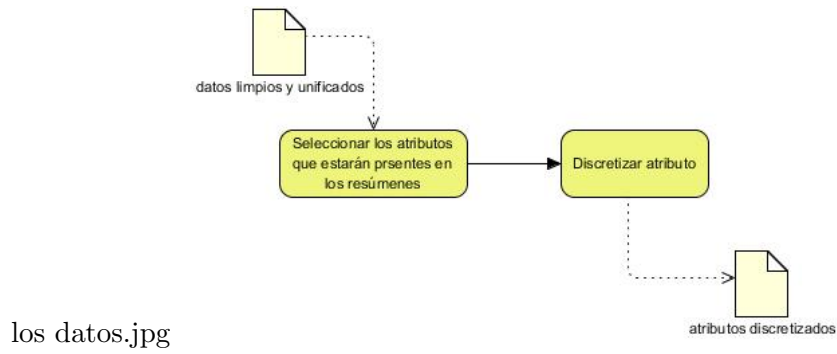 datos limpios y unificados
Seleccionar los atributos
que estarán prsentes en
los resúmenes
Discretizar atributo
atributos discretizados
los datos.jpg